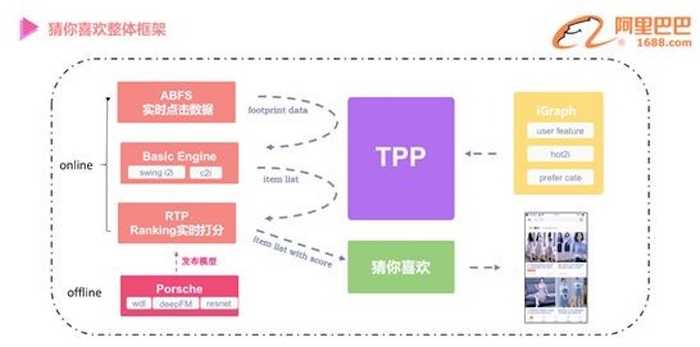 猜你喜欢整体框架
阿里巴巴
1688.com
ABFS
实时点击数据
footprint data
TPP
iGraph
user feature
hot2i
prefer cate
online
Basic Engine
swing i2i
c2i
item list
RTP
Ranking实时打分
item list with score
猜你喜欢
发布模型
offline
Porsche
wdl
deepFM
resnet